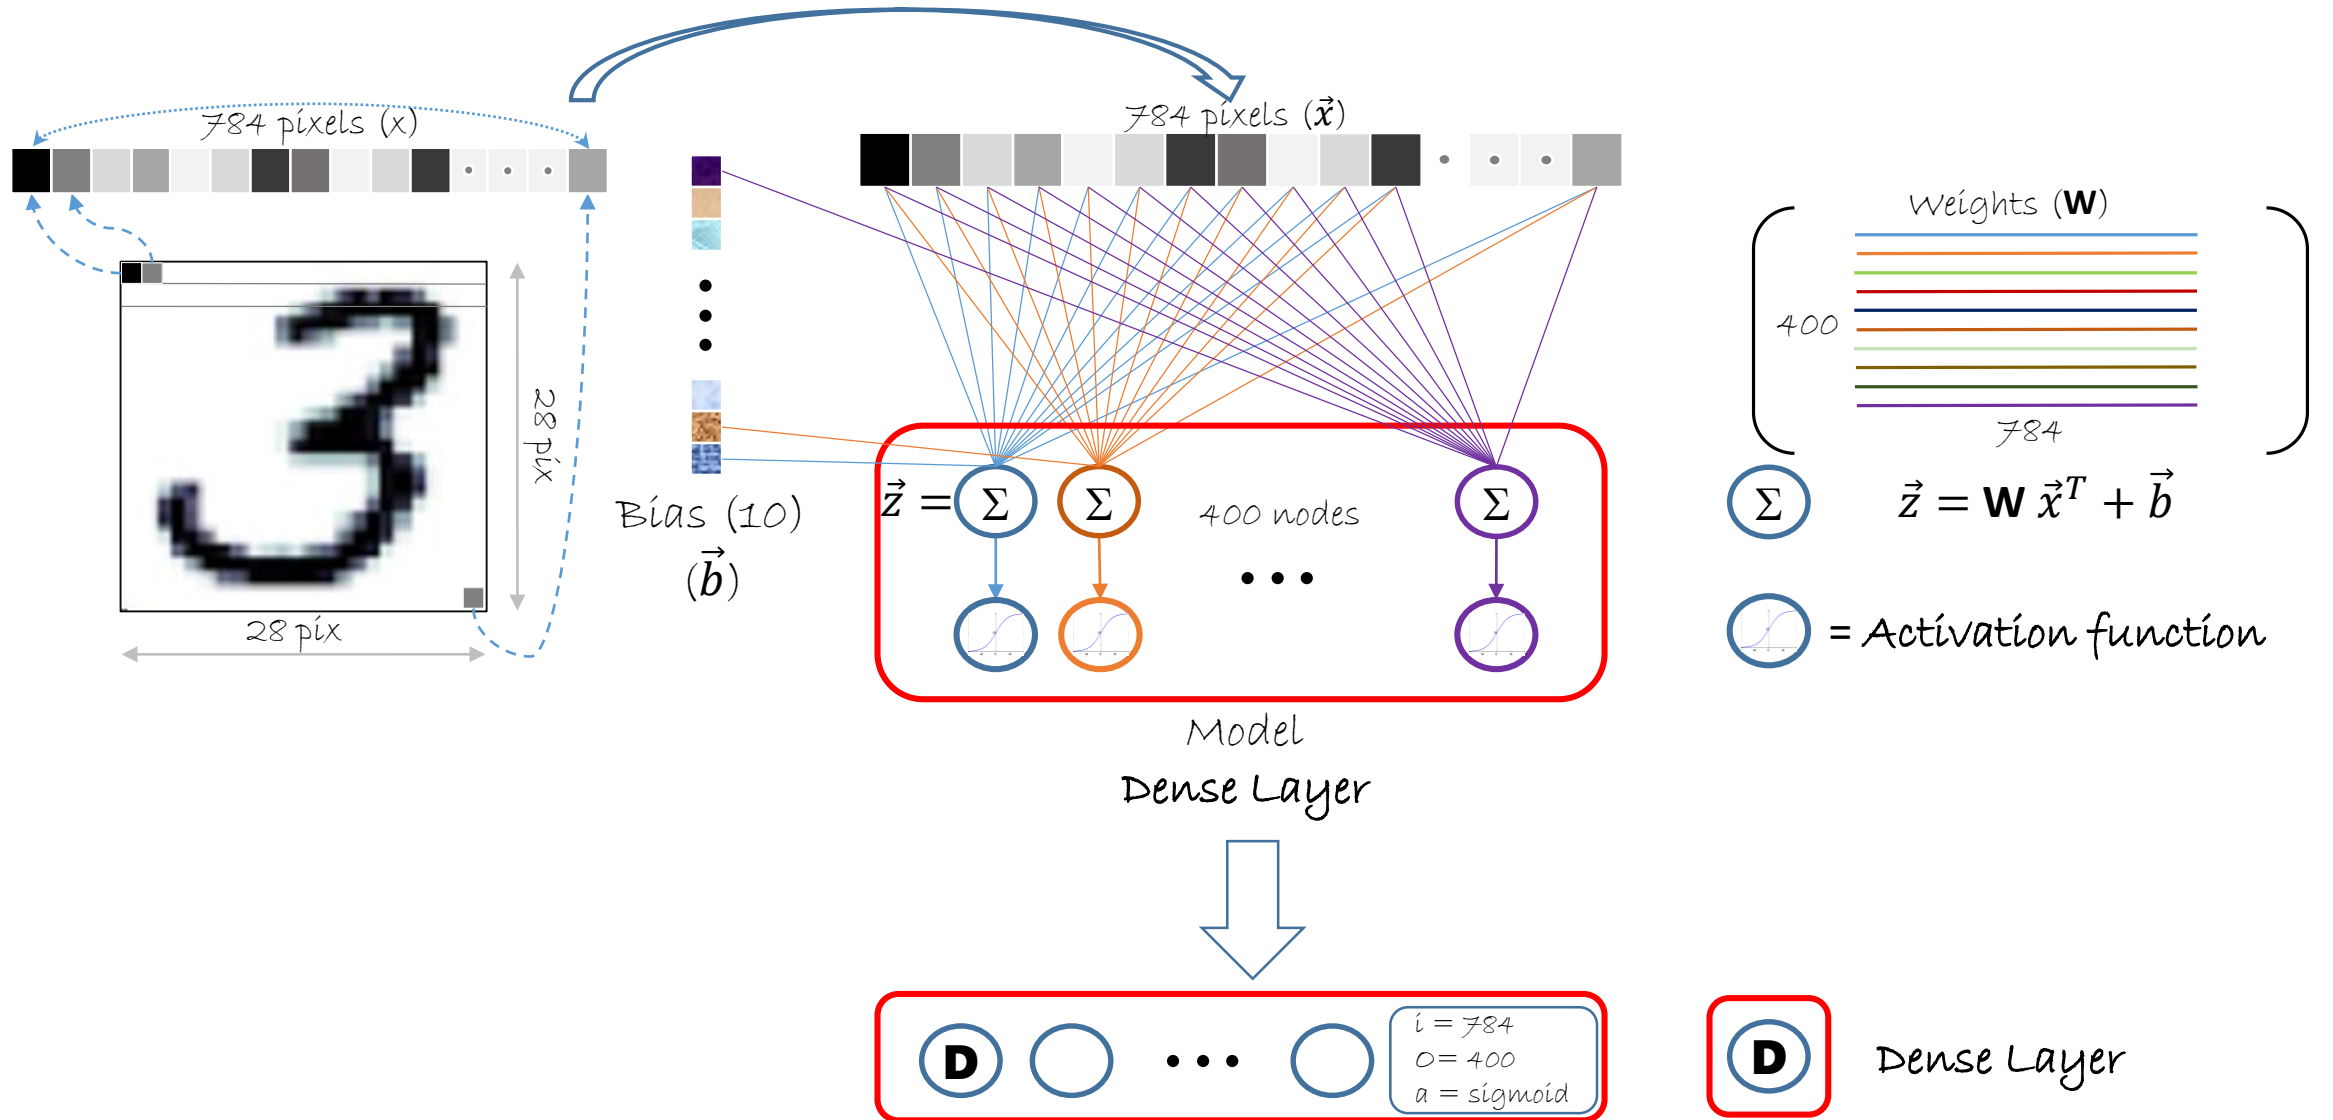 784 pixels (x)
28 pix
28 pix
Bias (10)
(b⃗)
784 pixels (x⃗)
z⃗ =
Σ
Σ
400 nodes
Σ
Model
Dense Layer
Weights (W)
400
784
Σ
z⃗ = W x⃗ᵀ + b⃗
= Activation function
D
i = 784
O= 400
a = sigmoid
D
Dense Layer